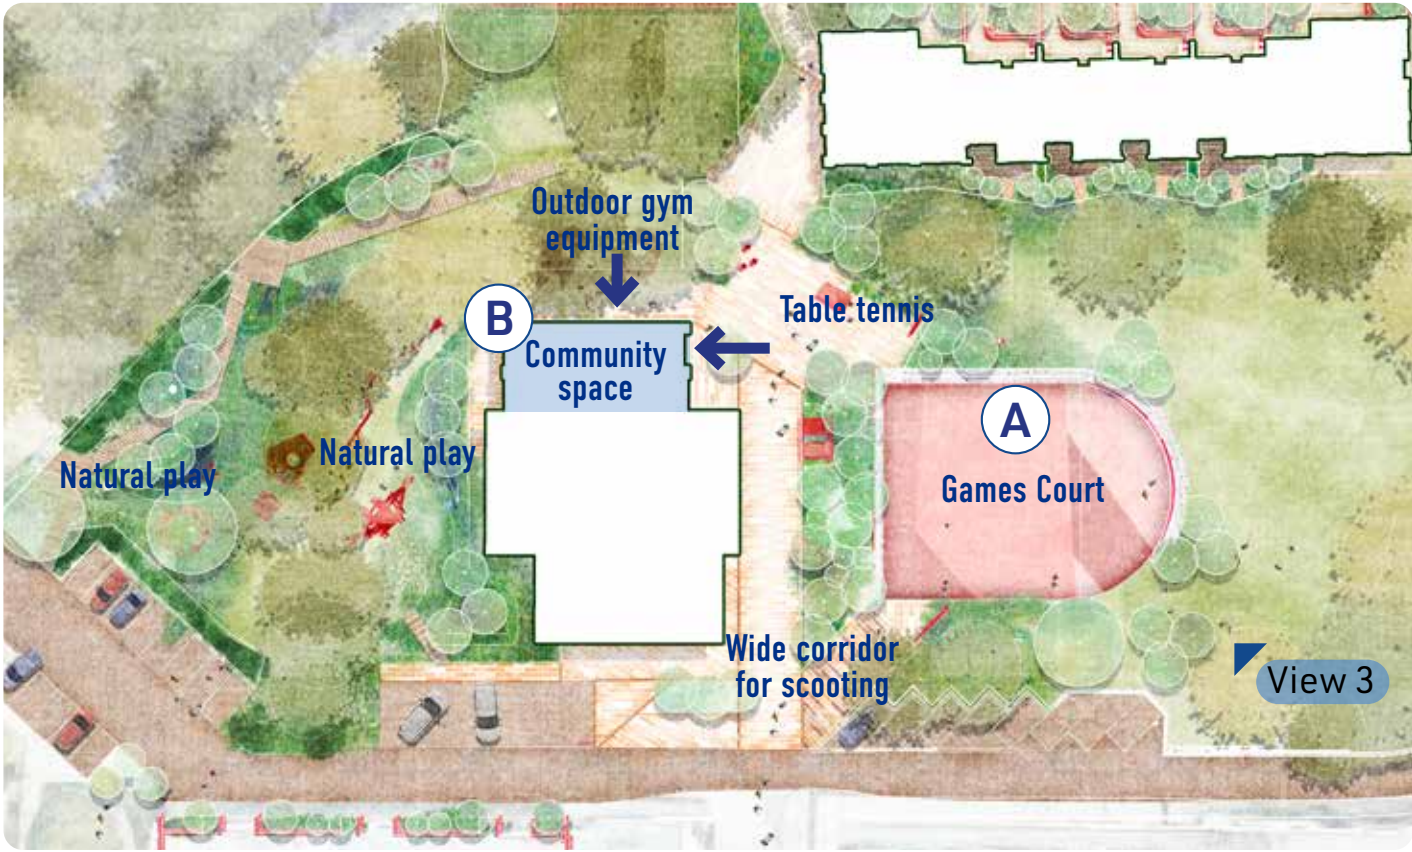 Outdoor gym
equipment
B
Community
space
Table tennis
A
Games Court
Natural play
Natural play
Wide corridor
for scooting
View 3